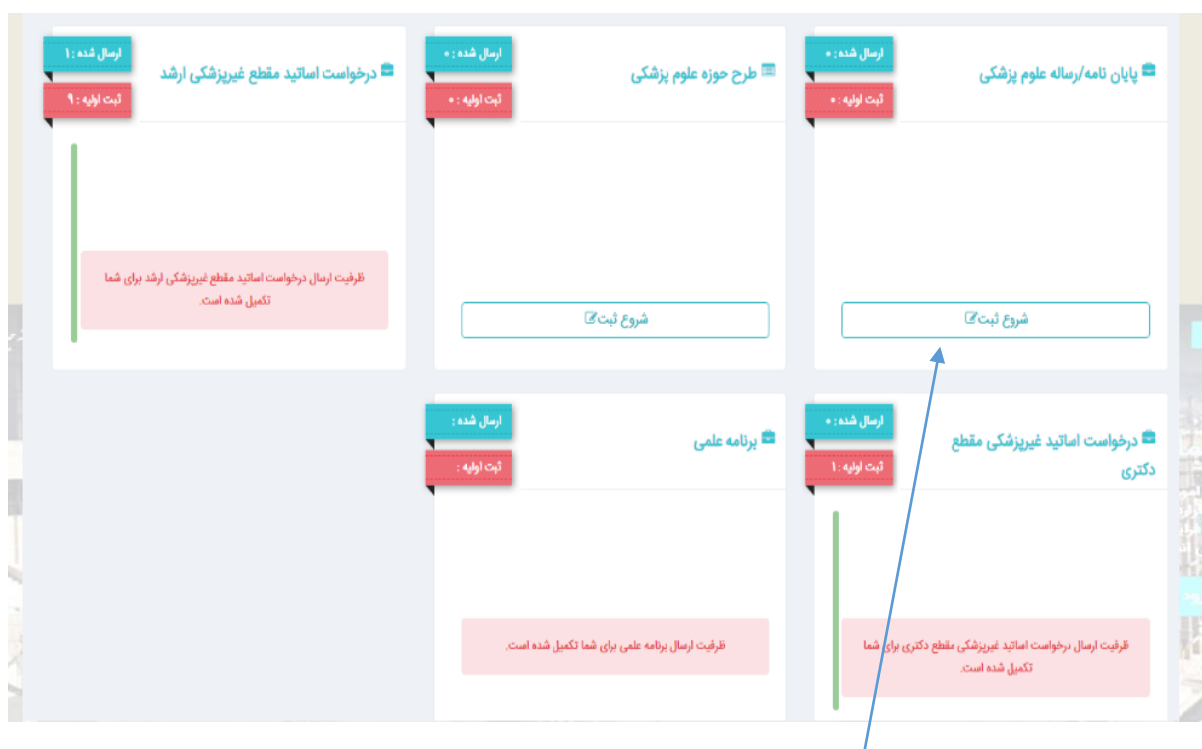 پایان نامه/رساله علوم پزشکی
ارسال شده : ۰
ثبت اولیه : ۰
شروع ثبت
طرح حوزه علوم پزشکی
ارسال شده : ۰
ثبت اولیه : ۰
شروع ثبت
درخواست اساتید مقطع غیرپزشکی ارشد
ارسال شده : ۱
ثبت اولیه : ۹
ظرفیت ارسال درخواست اساتید مقطع غیرپزشکی ارشد برای شما
تکمیل شده است.
درخواست اساتید غیرپزشکی مقطع
دکتری
ارسال شده : ۰
ثبت اولیه : ۱
ظرفیت ارسال درخواست اساتید غیرپزشکی مقطع دکتری برای شما
تکمیل شده است.
برنامه علمی
ارسال شده :
ثبت اولیه :
ظرفیت ارسال برنامه علمی برای شما تکمیل شده است.